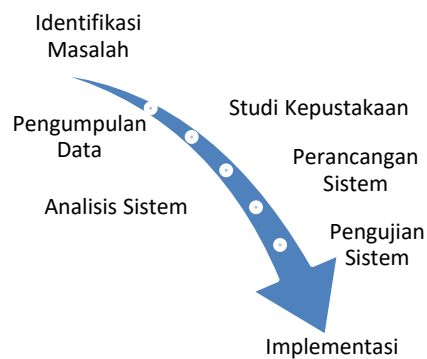 Identifikasi
Masalah
Studi Kepustakaan
Pengumpulan
Data
Perancangan
Sistem
Analisis Sistem
Pengujian
Sistem
Implementasi